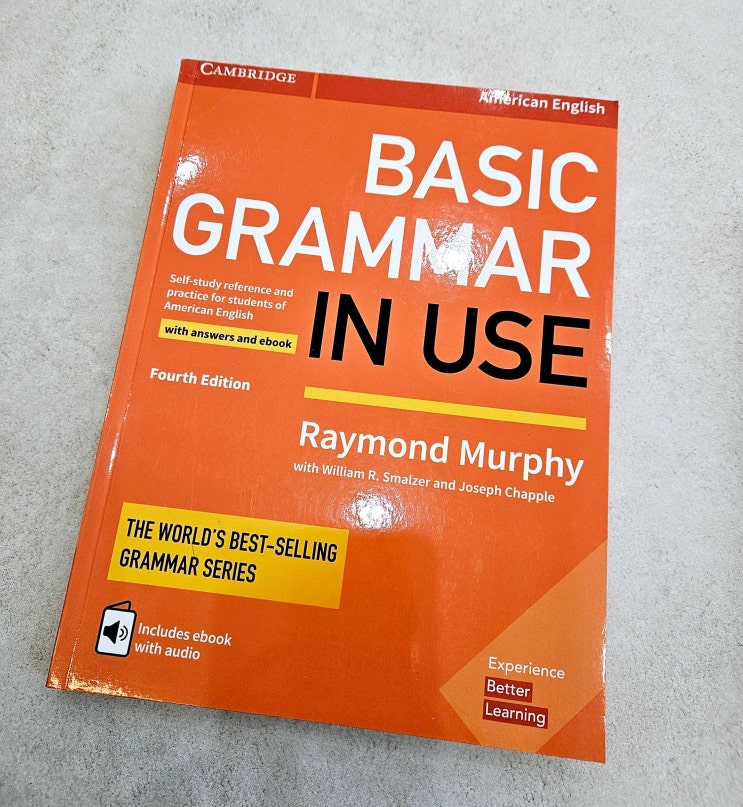 CAMBRIDGE
American English
BASIC
GRAMMAR
IN USE
Self-study reference and
practice for students of
American English
with answers and ebook
Fourth Edition
Raymond Murphy
with William R. Smalzer and Joseph Chapple
THE WORLD'S BEST-SELLING
GRAMMAR SERIES
Includes ebook
with audio
Experience
Better
Learning